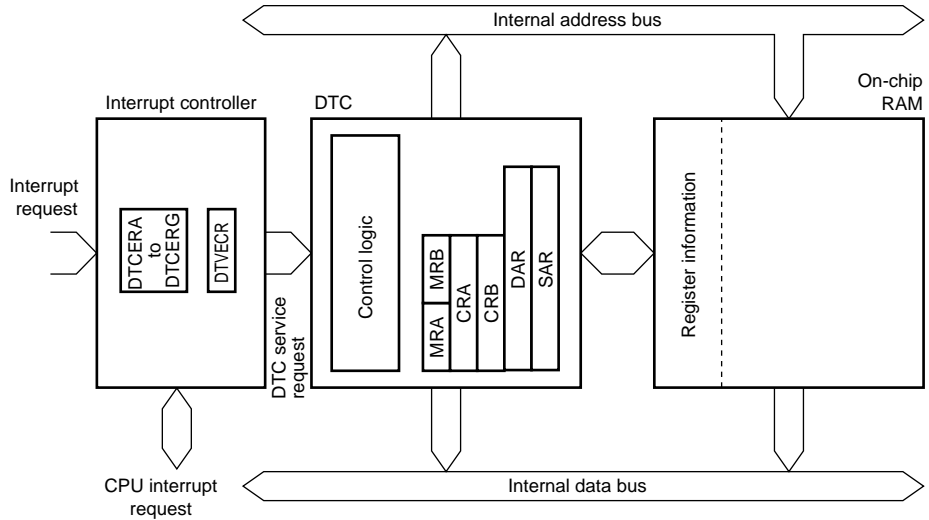 Internal address bus
Interrupt controller
DTC
On-chip
RAM
Interrupt
request
DTCERA
to
DTCERG
DTVECR
DTC service
request
Control logic
MRA
MRB
CRA
CRB
DAR
SAR
Register information
CPU interrupt
request
Internal data bus